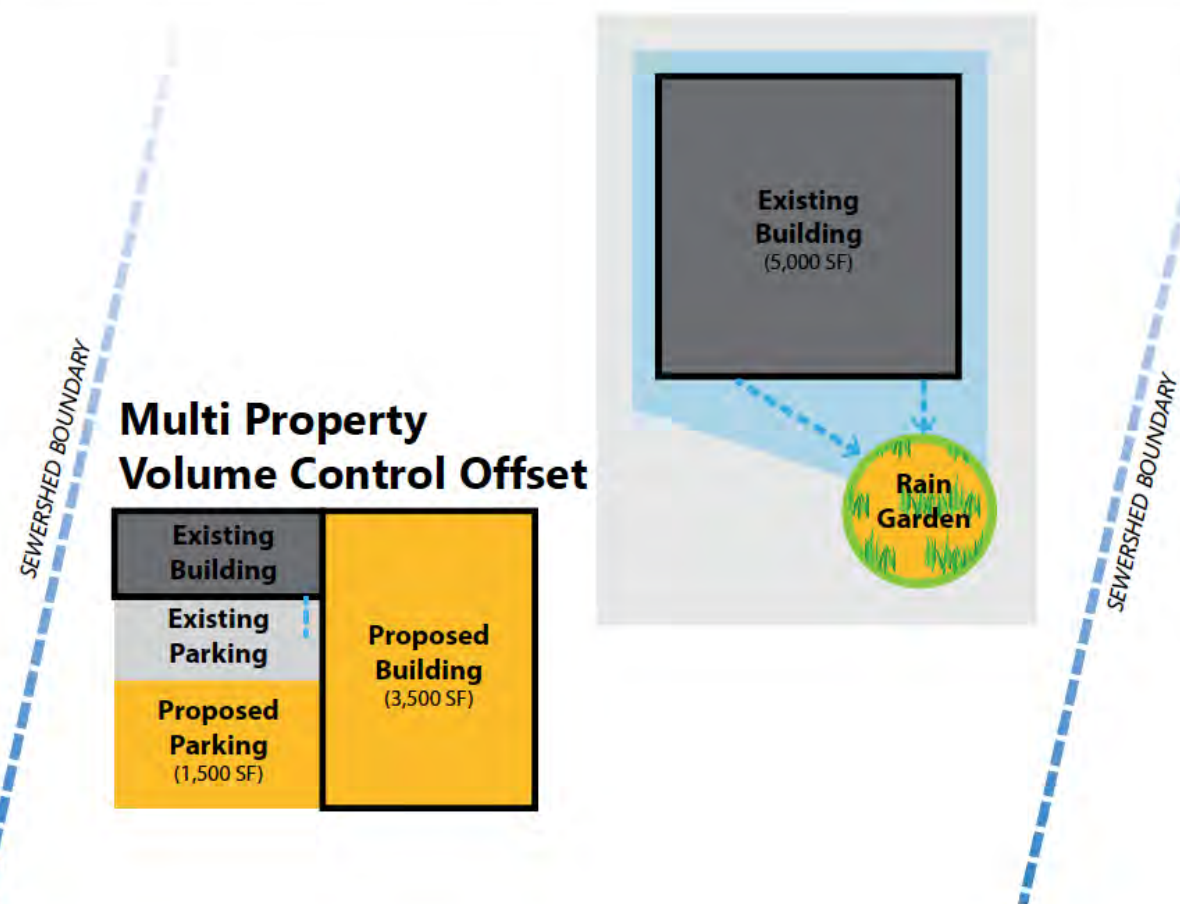 SEWERSHED BOUNDARY
Multi Property
Volume Control Offset
Existing
Building
Existing
Parking
Proposed
Parking
(1,500 SF)
Proposed
Building
(3,500 SF)
Existing
Building
(5,000 SF)
Rain
Garden
SEWERSHED BOUNDARY